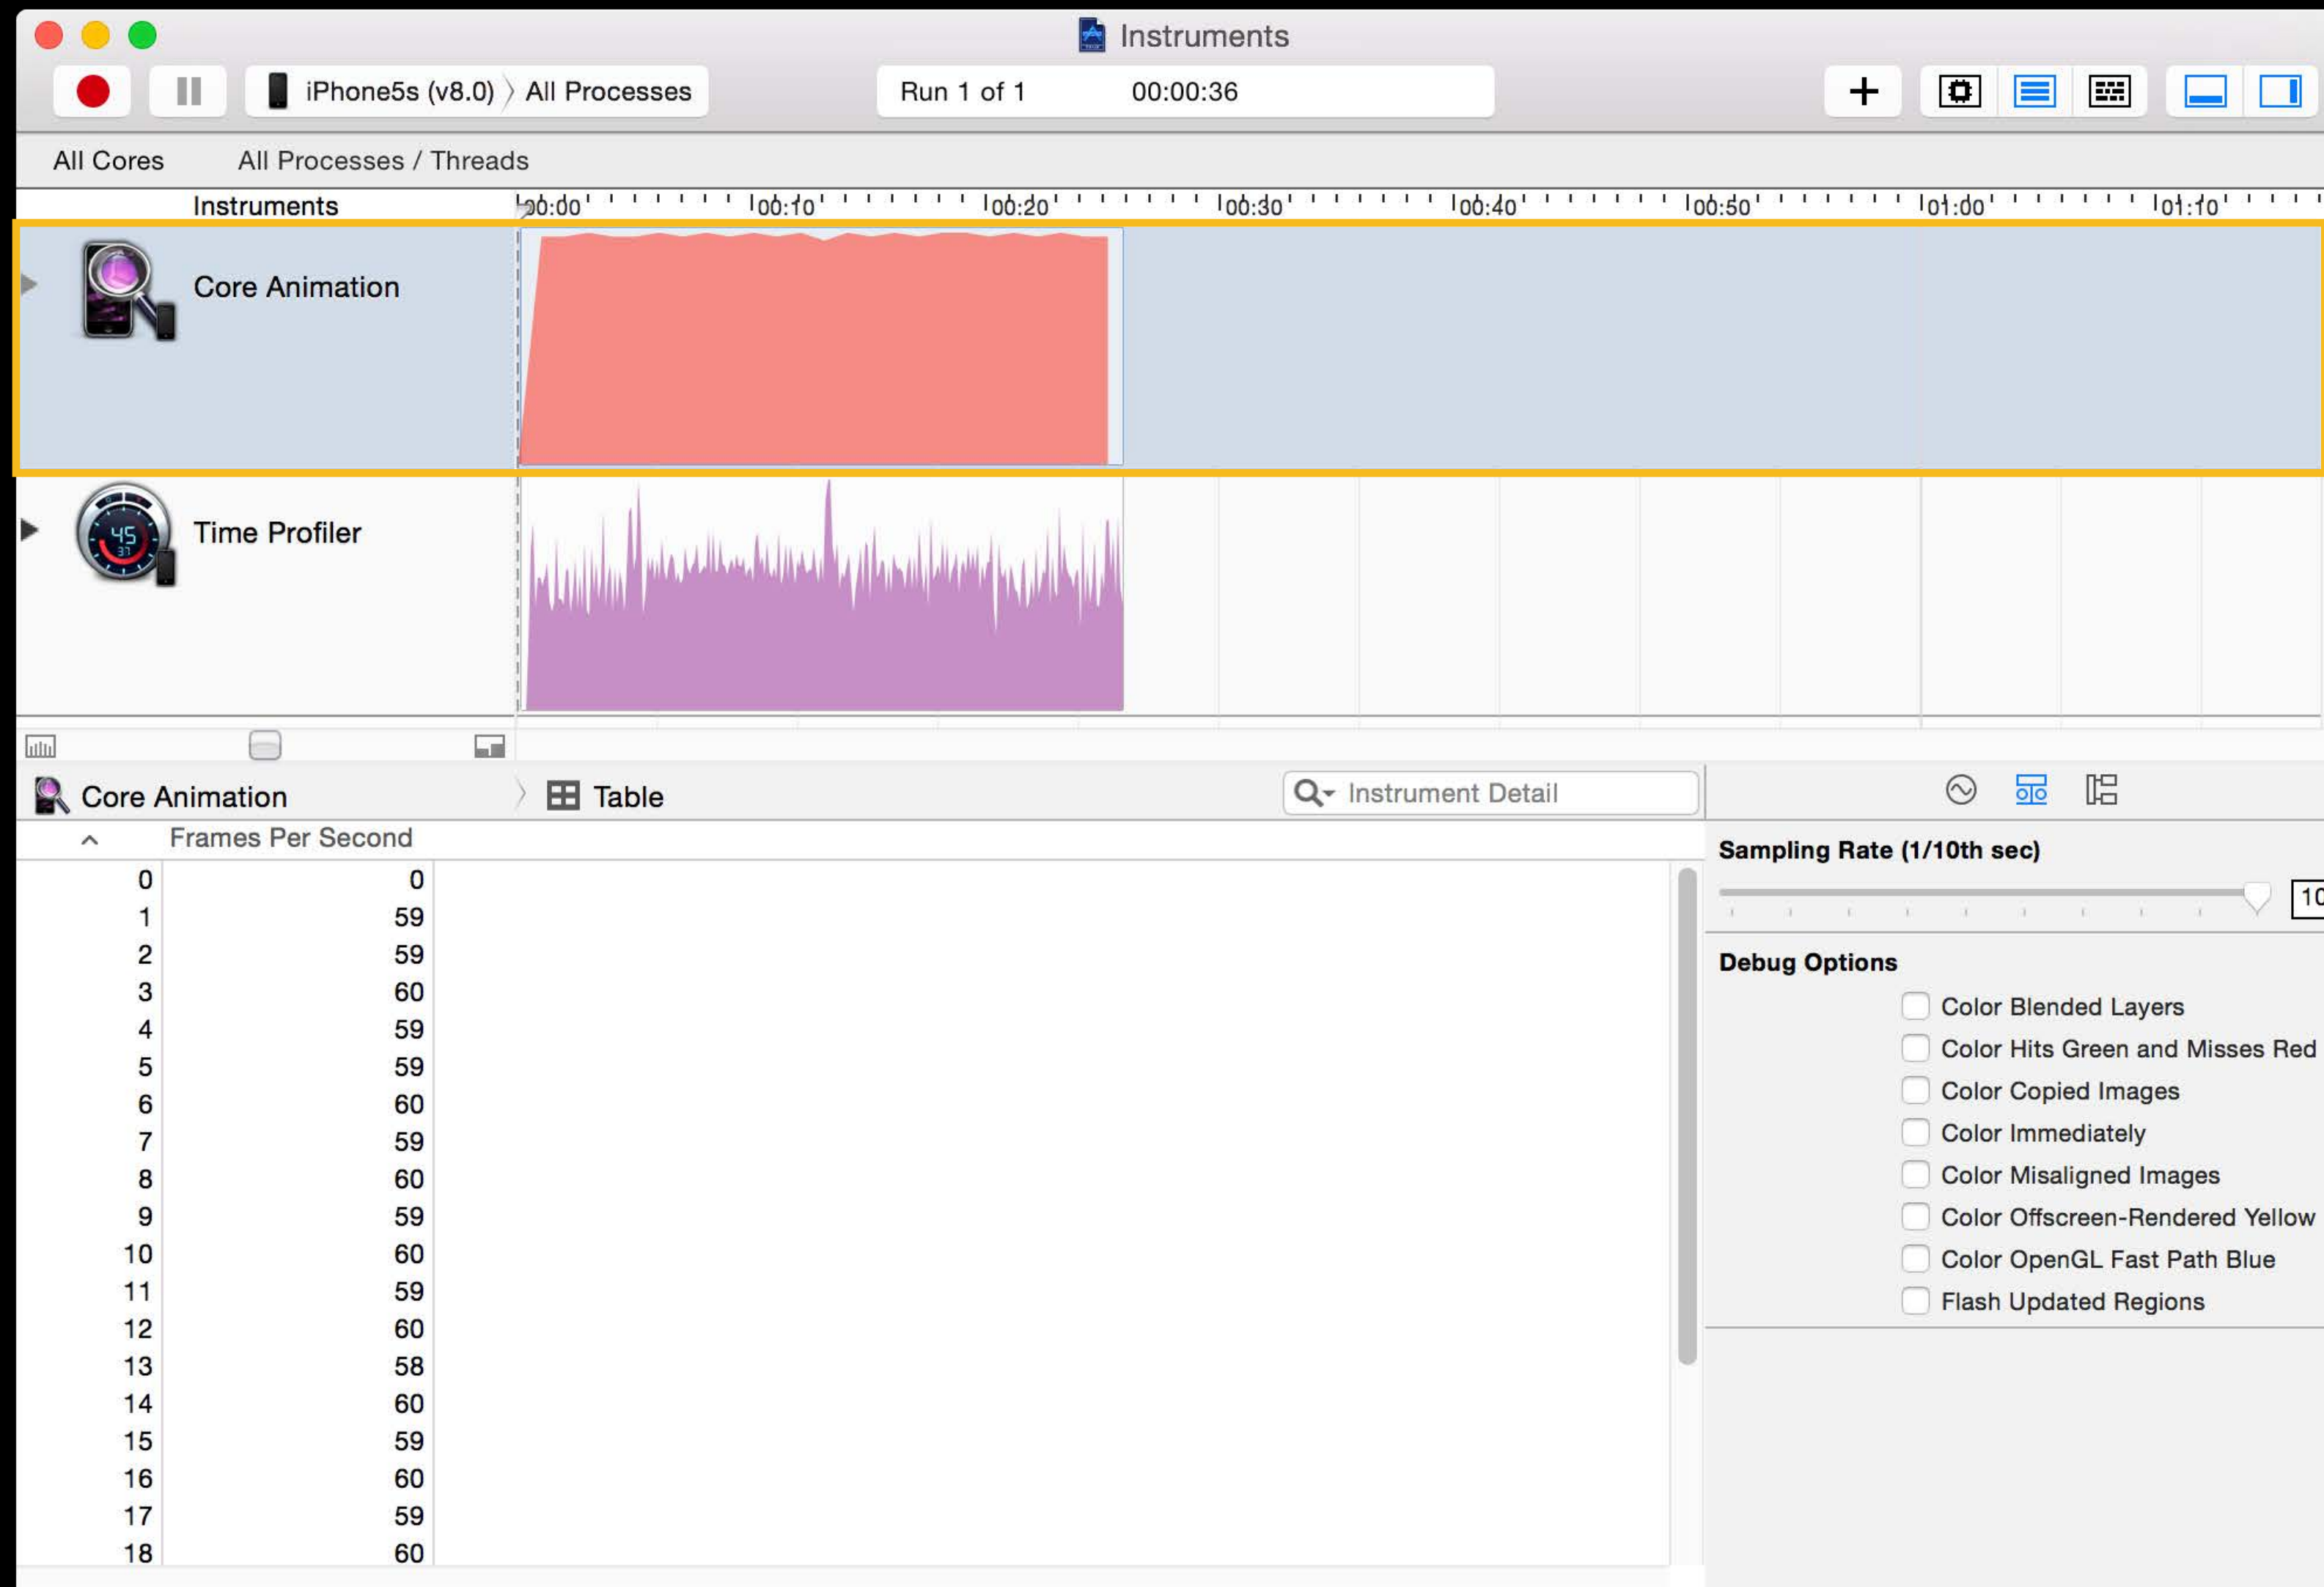 Instruments
iPhone5s (v8.0) 〉 All Processes
Run 1 of 1 00:00:36
All Cores All Processes / Threads
Instruments 00:00 00:10 00:20 00:30 00:40 00:50 01:00 01:10
Core Animation
45
37
Time Profiler
Core Animation 〉 Table Instrument Detail
Frames Per Second
0 0
1 59
2 59
3 60
4 59
5 59
6 60
7 59
8 60
9 59
10 60
11 59
12 60
13 58
14 60
15 59
16 60
17 59
18 60
Sampling Rate (1/10th sec)
10
Debug Options
Color Blended Layers
Color Hits Green and Misses Red
Color Copied Images
Color Immediately
Color Misaligned Images
Color Offscreen-Rendered Yellow
Color OpenGL Fast Path Blue
Flash Updated Regions